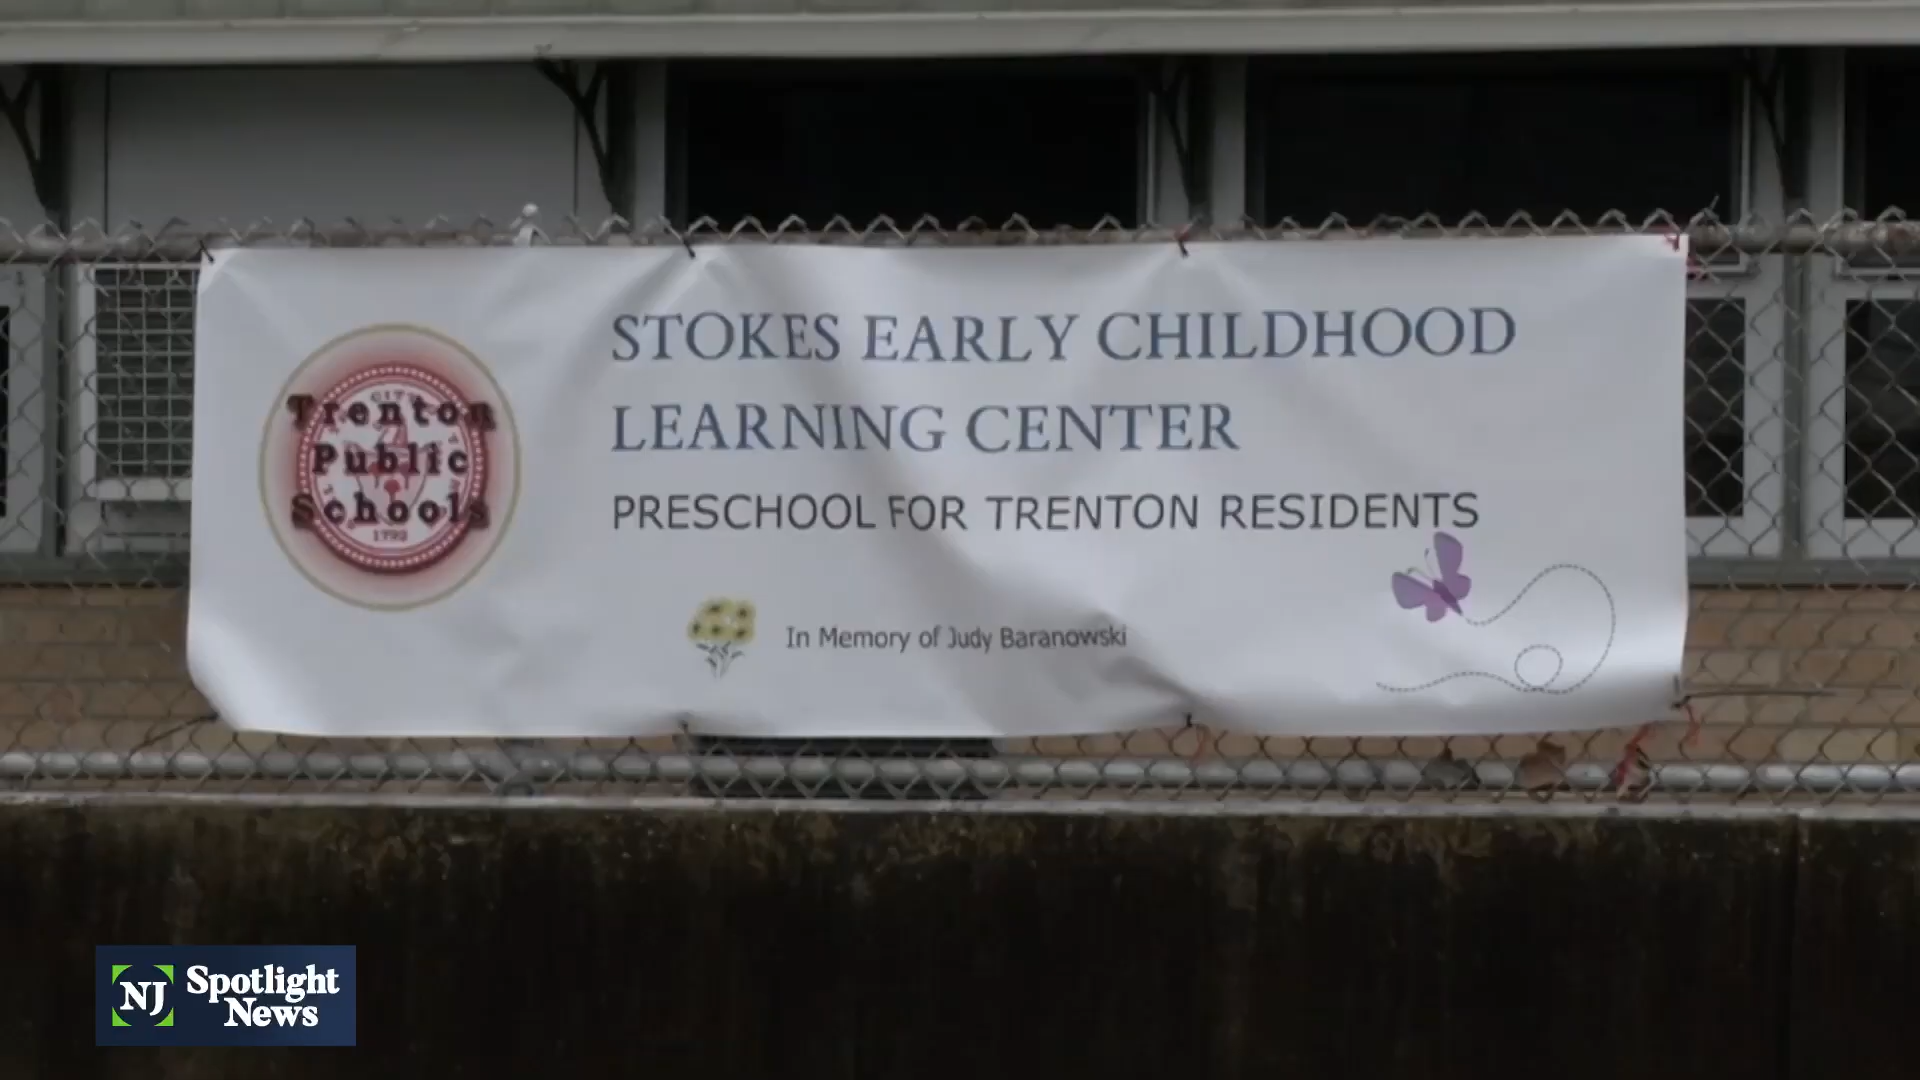 STOKES EARLY CHILDHOOD
LEARNING CENTER
PRESCHOOL FOR TRENTON RESIDENTS
In Memory of Judy Baranowski
Trenton
Public
Schools
CITY
1792
NJ Spotlight
News